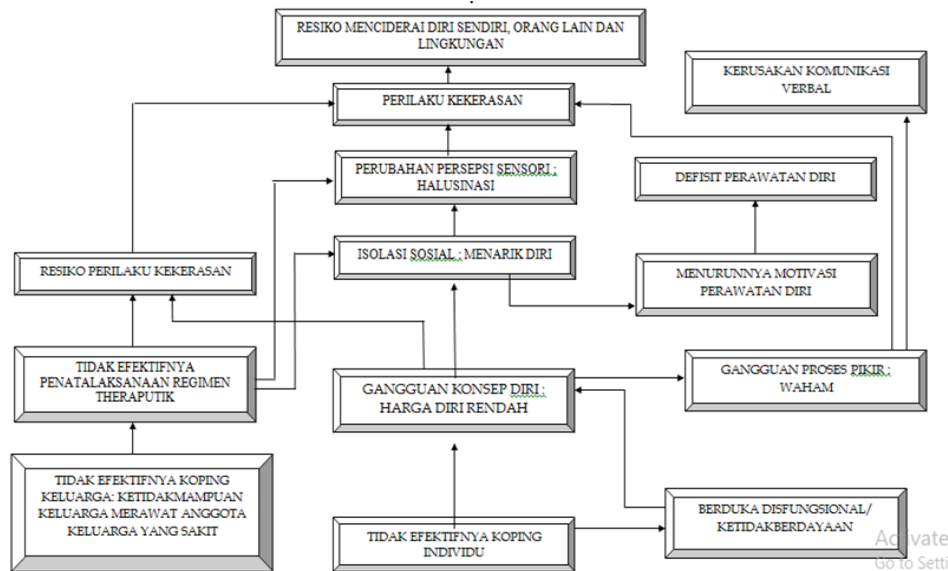 RESIKO MENCIDERAI DIRI SENDIRI, ORANG LAIN DAN
LINGKUNGAN
KERUSAKAN KOMUNIKASI
VERBAL
PERILAKU KEKERASAN
PERUBAHAN PERSEPSI SENSORI ;
HALUSINASI
DEFISIT PERAWATAN DIRI
ISOLASI SOSIAL ; MENARIK DIRI
RESIKO PERILAKU KEKERASAN
MENURUNNYA MOTIVASI
PERAWATAN DIRI
TIDAK EFEKTIFNYA
PENATALAKSANAAN REGIMEN
THERAPUTIK
GANGGUAN KONSEP DIRI ;
HARGA DIRI RENDAH
GANGGUAN PROSES PIKIR ;
WAHAM
TIDAK EFEKTIFNYA KOPING
KELUARGA: KETIDAKMAMPUAN
KELUARGA MERAWAT ANGGOTA
KELUARGA YANG SAKIT
BERDUKA DISFUNGSIONAL/
KETIDAKBERDAYAAN
TIDAK EFEKTIFNYA KOPING
INDIVIDU
Activate
Go to Setti